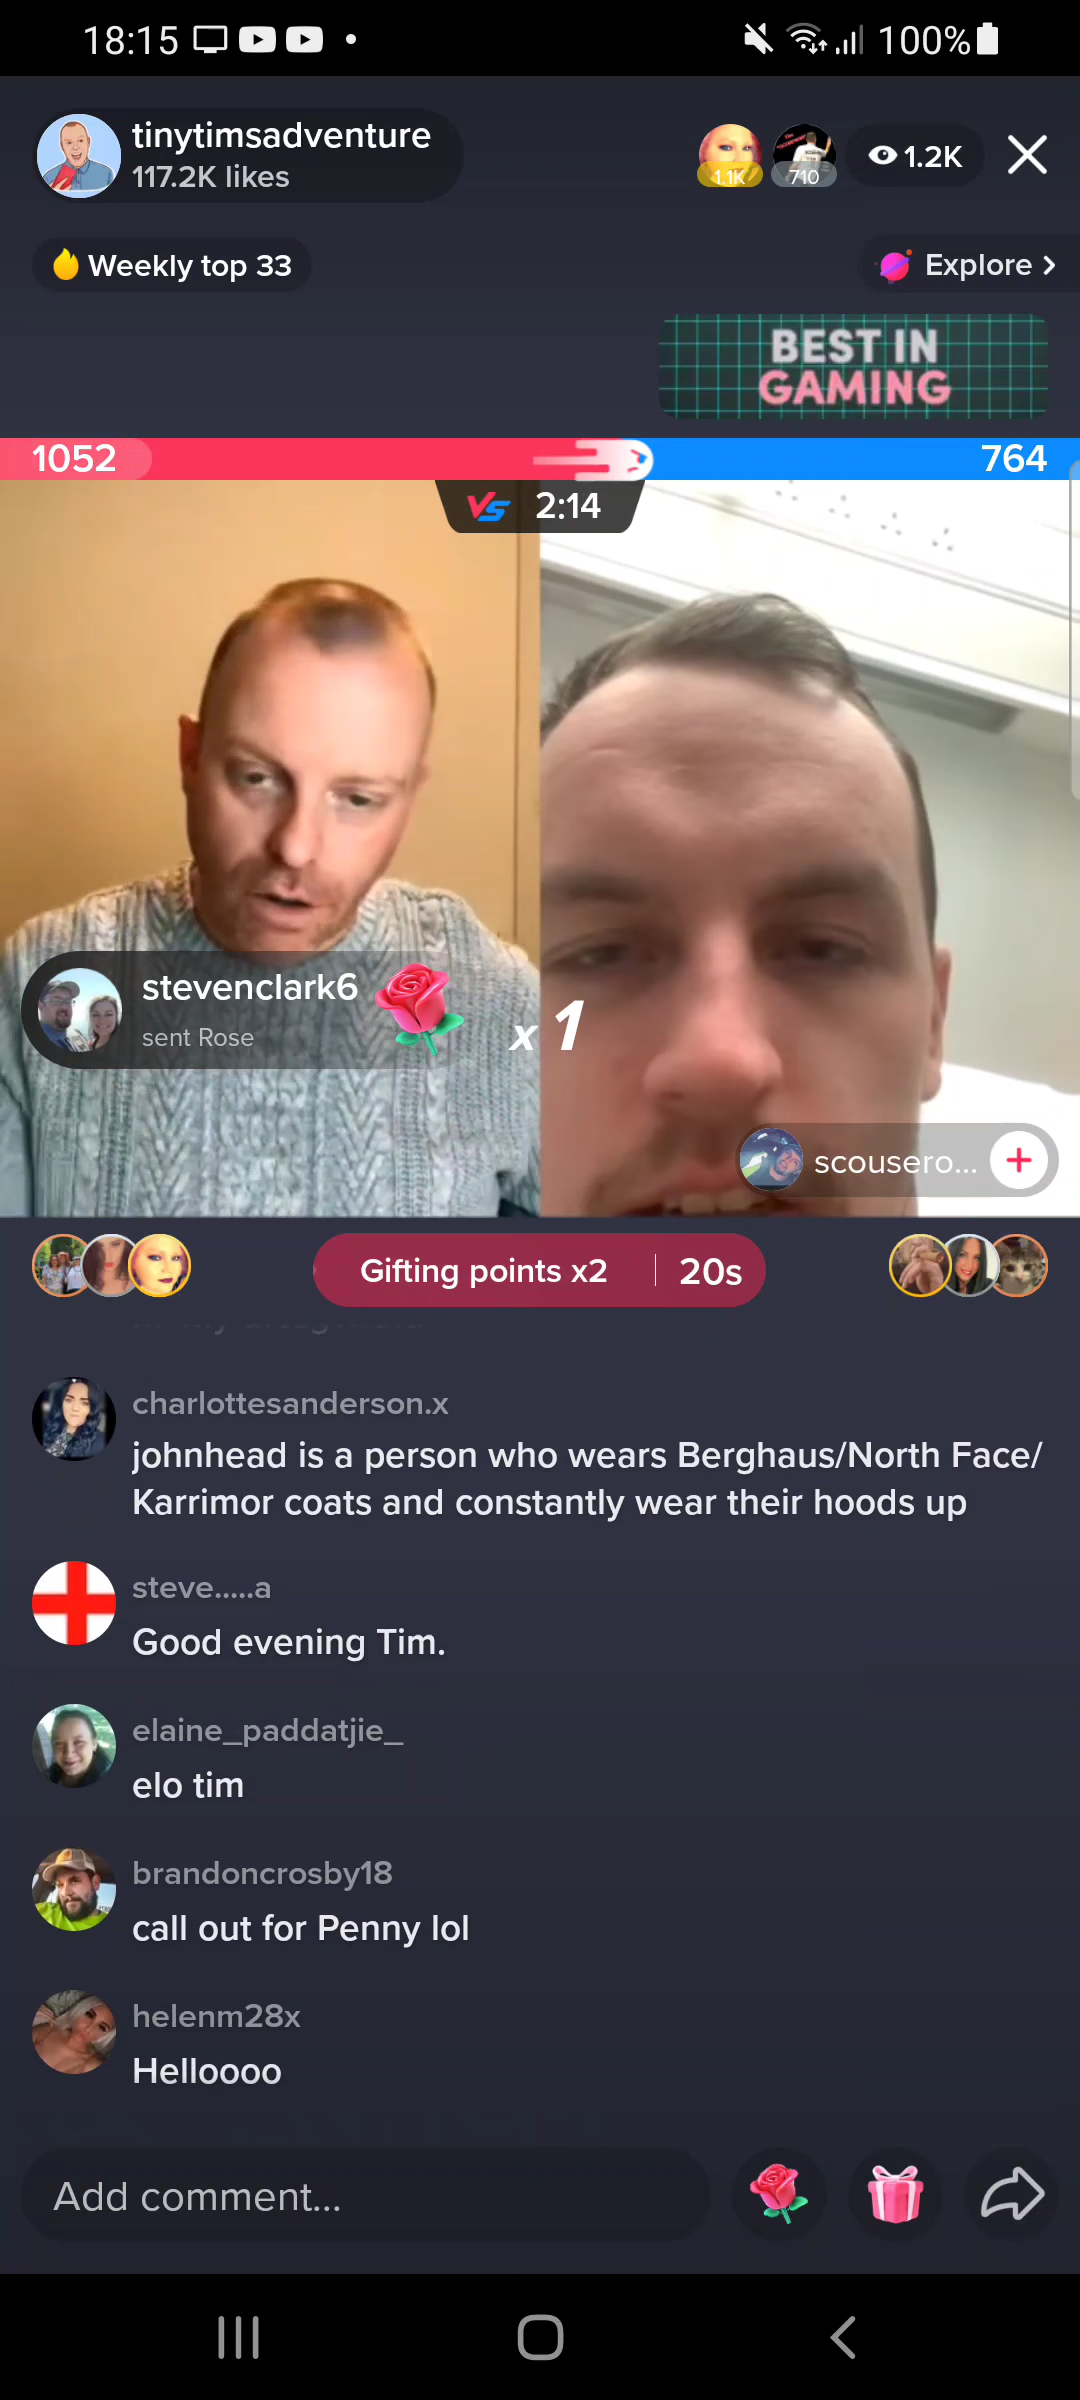 18:15
100%
tinytimsadventure
117.2K likes
1.1K
710
1.2K
Weekly top 33
Explore
BEST IN
GAMING
1052
764
VS 2:14
stevenclark6
sent Rose
x 1
scousero...
Gifting points x2
20s
charlottesanderson.x
johnhead is a person who wears Berghaus/North Face/
Karrimor coats and constantly wear their hoods up
steve.....a
Good evening Tim.
elaine_paddatjie_
elo tim
brandoncrosby18
call out for Penny lol
helenm28x
Helloooo
Add comment...